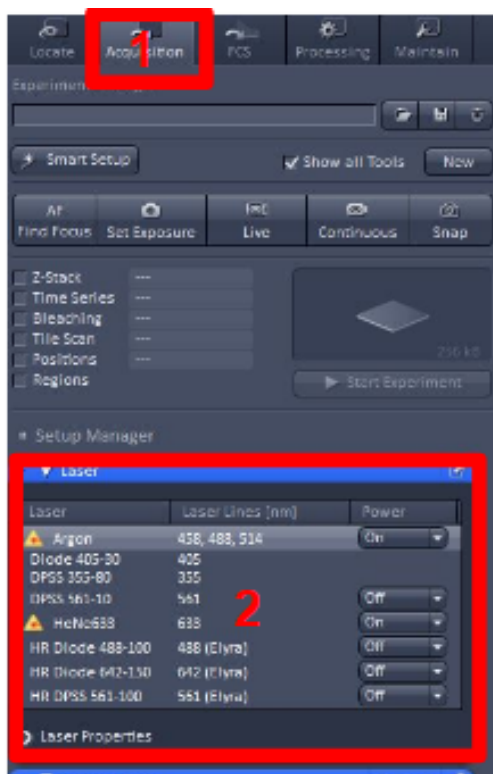 Locate Acquisition FCS Processing Maintain
1
Experiment
Smart Setup Show all Tools New
AF
Find Focus Set Exposure Live Continuous Snap
Z-Stack ---
Time Series ---
Bleaching ---
Tile Scan ---
Positions ---
Regions
Start Experiment
Setup Manager
Laser
Laser Laser Lines [nm] Power
Argon 458, 488, 514 On
Diode 405-30 405
DPSS 355-80 355
DPSS 561-10 561 Off
2
HeNe633 633 On
HR Diode 488-100 488 (Elyra) Off
HR Diode 642-150 642 (Elyra) Off
HR DPSS 561-100 561 (Elyra) Off
Laser Properties